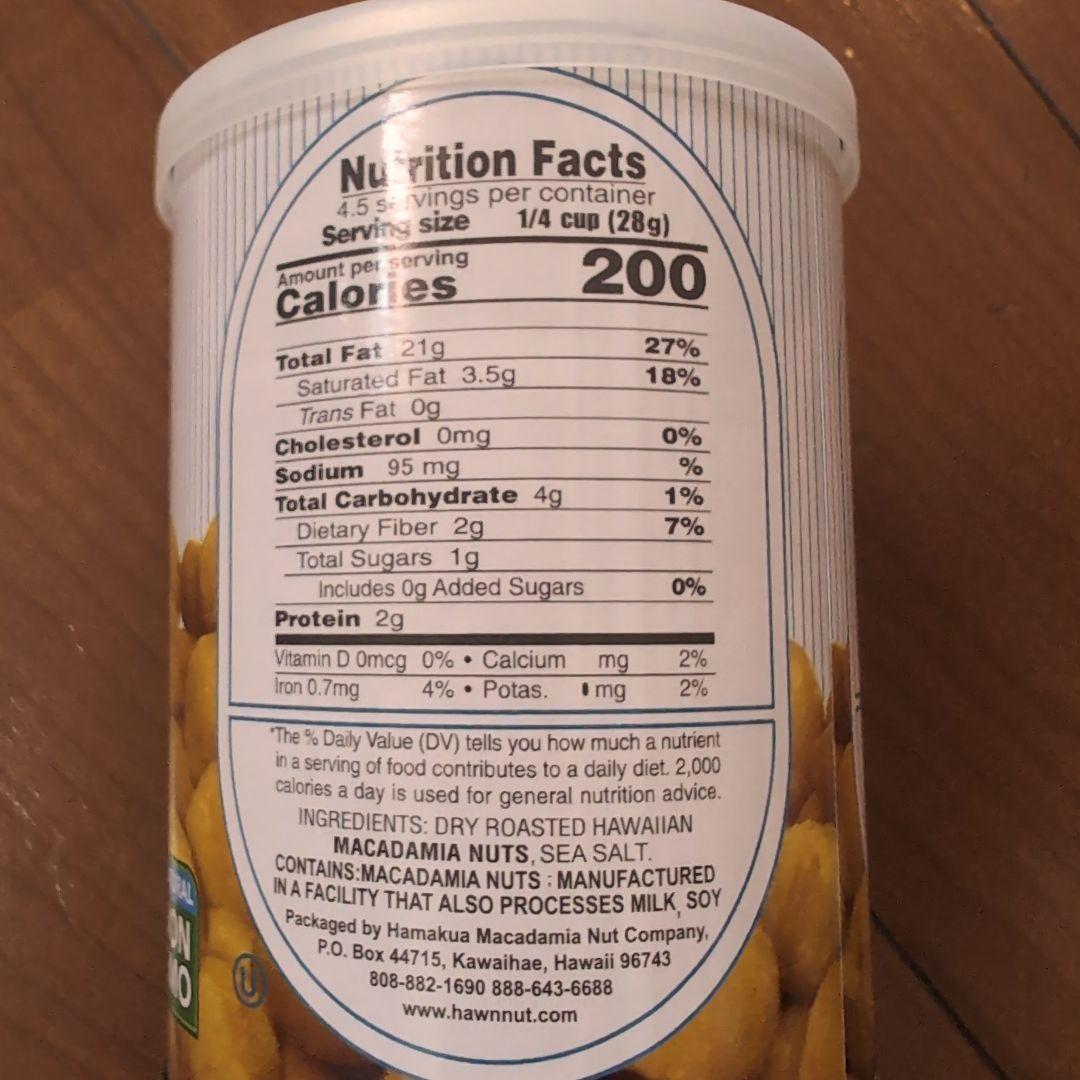 Nutrition Facts
4.5 servings per container
Serving size 1/4 cup (28g)
Amount per serving
Calories 200
Total Fat 21g 27%
Saturated Fat 3.5g 18%
Trans Fat 0g
Cholesterol 0mg 0%
Sodium 95 mg %
Total Carbohydrate 4g 1%
Dietary Fiber 2g 7%
Total Sugars 1g
Includes 0g Added Sugars 0%
Protein 2g
Vitamin D 0mcg 0% • Calcium mg 2%
Iron 0.7mg 4% • Potas. mg 2%
*The % Daily Value (DV) tells you how much a nutrient
in a serving of food contributes to a daily diet. 2,000
calories a day is used for general nutrition advice.
INGREDIENTS: DRY ROASTED HAWAIIAN
MACADAMIA NUTS, SEA SALT.
CONTAINS:MACADAMIA NUTS : MANUFACTURED
IN A FACILITY THAT ALSO PROCESSES MILK, SOY
Packaged by Hamakua Macadamia Nut Company,
P.O. Box 44715, Kawaihae, Hawaii 96743
808-882-1690 888-643-6688
www.hawnnut.com
U